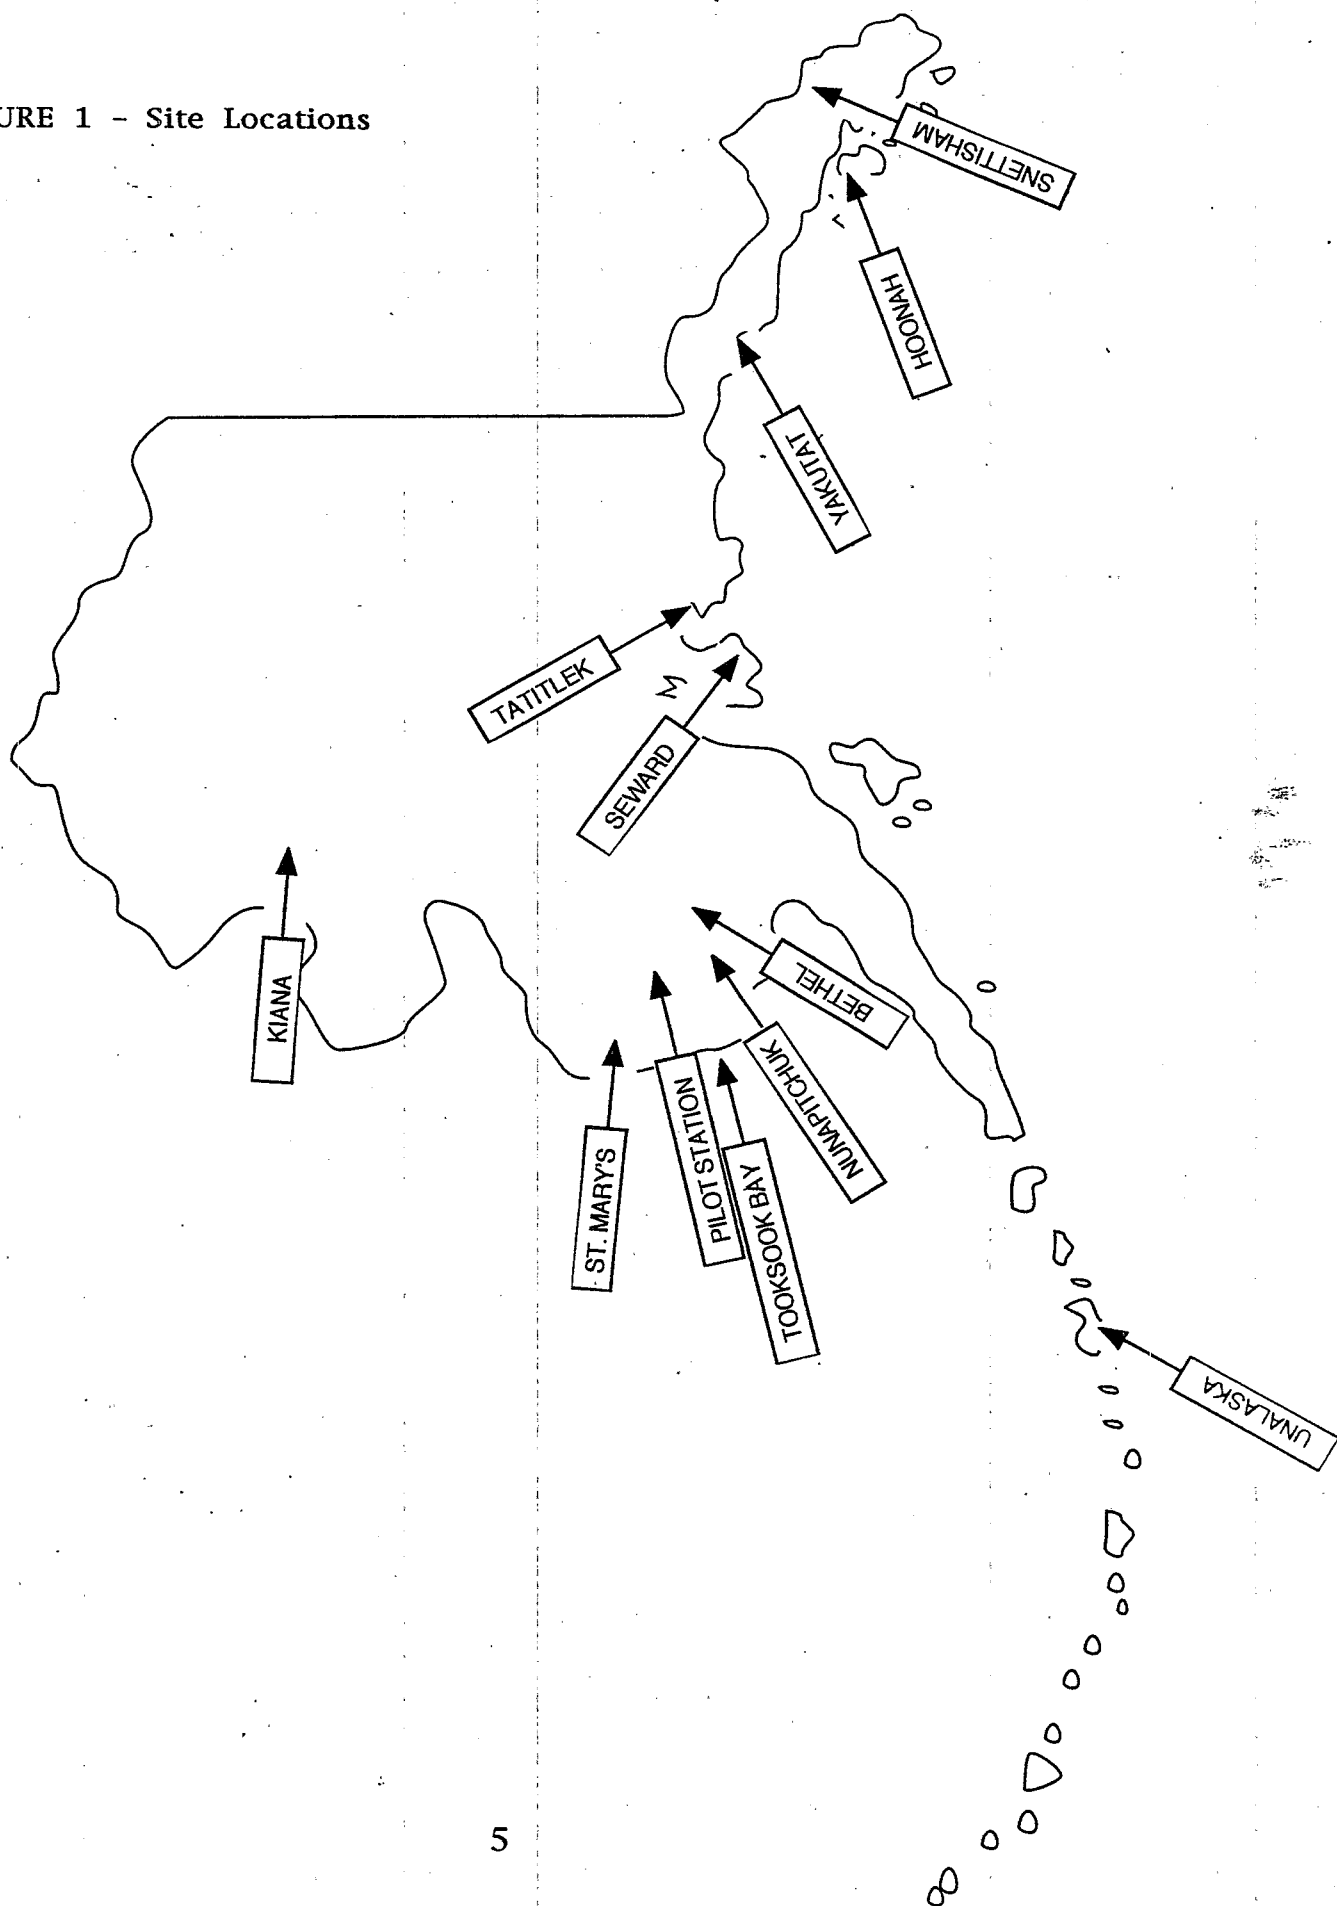 URE 1 - Site Locations
SNETTISHAM
HOONAH
YAKUTAT
TATITLEK
SEWARD
KIANA
BETHEL
NUNAPITCHUK
PILOT STATION
ST. MARY'S
TOOKSOOK BAY
UNALASKA
5